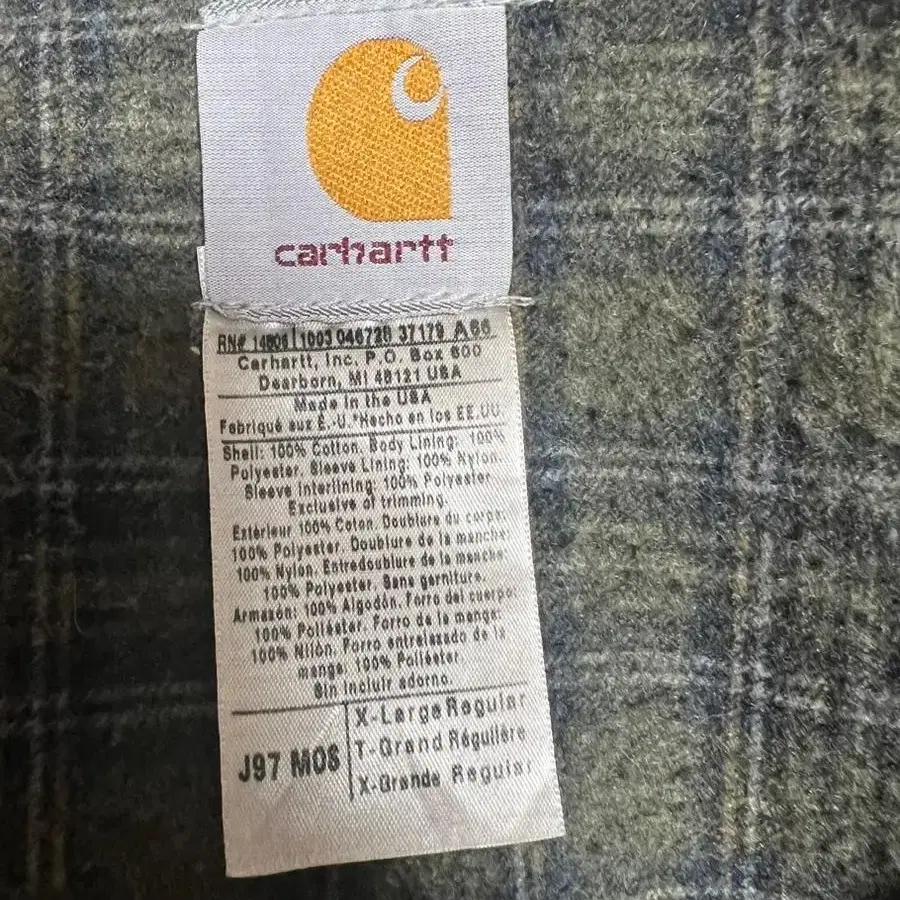 carhartt
RN# 14806 1003 046728 37179 A66
Carhartt, Inc. P.O. Box 600
Dearborn, MI 48121 USA
Made in the USA
Fabriqué aux É.-U.*Hecho en los EE.UU.
Shell: 100% Cotton. Body Lining: 100%
Polyester. Sleeve Lining: 100% Nylon.
Sleeve Interlining: 100% Polyester
Exclusive of trimming.
Extérieur 100% Coton. Doublure du corps:
100% Polyester. Doublure de la manche:
100% Nylon. Entredoublure de la manche:
100% Polyester. Sans garniture.
Armazón: 100% Algodón. Forro del cuerpo:
100% Poliéster. Forro de la manga:
100% Nilón. Forro entrelazado de la
manga. 100% Poliéster
Sin incluir adorno.
J97 MOS
X-Large Regular
T-Grand Régulière
X-Grande Regular